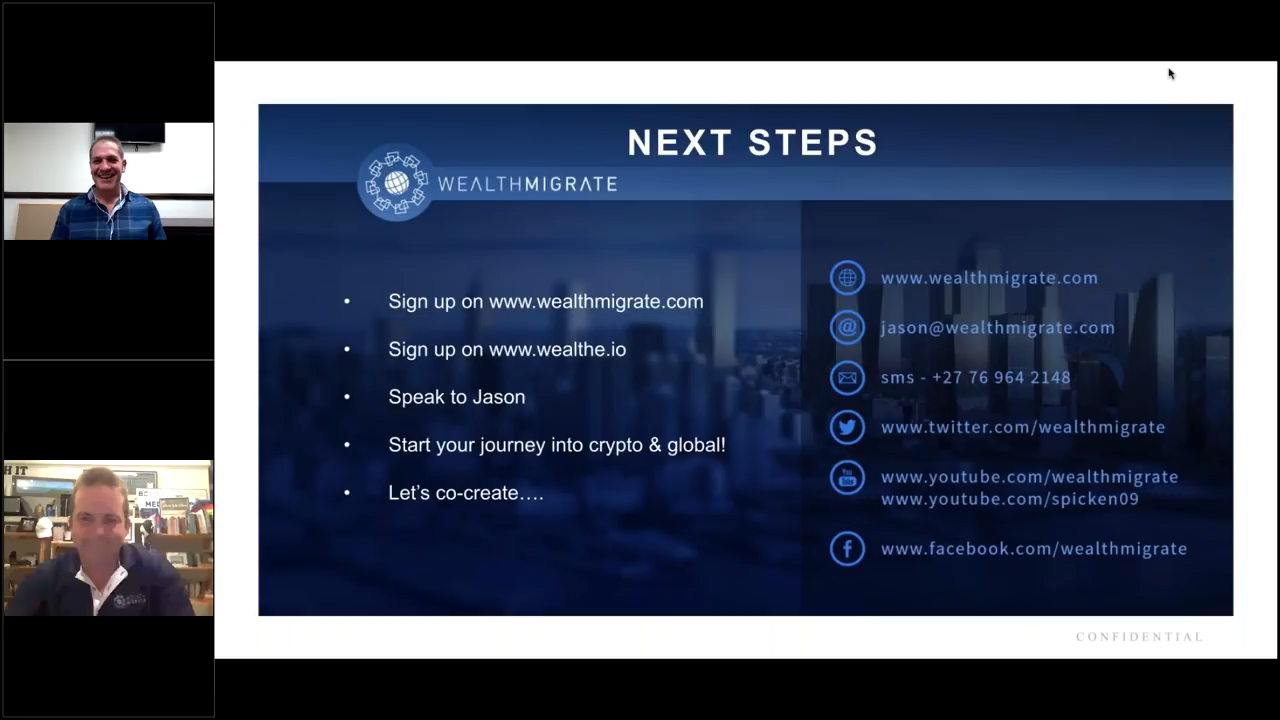 NEXT STEPS
WEALTHMIGRATE
• Sign up on www.wealthmigrate.com
• Sign up on www.wealthe.io
• Speak to Jason
• Start your journey into crypto & global!
• Let's co-create….
www.wealthmigrate.com
jason@wealthmigrate.com
sms - +27 76 964 2148
www.twitter.com/wealthmigrate
www.youtube.com/wealthmigrate
www.youtube.com/spicken09
www.facebook.com/wealthmigrate
CONFIDENTIAL